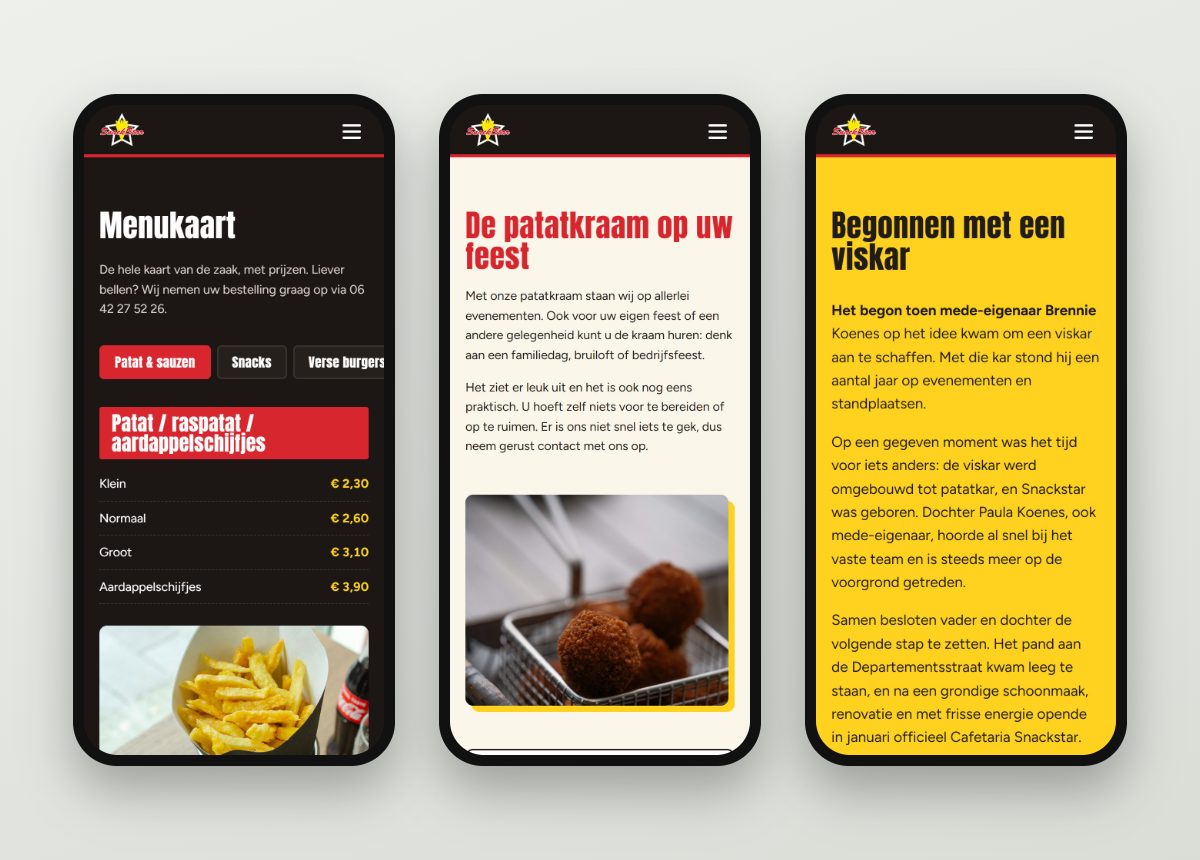 Menukaart
De hele kaart van de zaak, met prijzen. Liever
bellen? Wij nemen uw bestelling graag op via 06
42 27 52 26.
Patat & sauzen
Snacks
Verse burgers
Patat / raspatat /
aardappelschijfjes
Klein € 2,30
Normaal € 2,60
Groot € 3,10
Aardappelschijfjes € 3,90
De patatkraam op uw
feest
Met onze patatkraam staan wij op allerlei
evenementen. Ook voor uw eigen feest of een
andere gelegenheid kunt u de kraam huren: denk
aan een familiedag, bruiloft of bedrijfsfeest.
Het ziet er leuk uit en het is ook nog eens
praktisch. U hoeft zelf niets voor te bereiden of
op te ruimen. Er is ons niet snel iets te gek, dus
neem gerust contact met ons op.
Begonnen met een
viskar
Het begon toen mede-eigenaar Brennie
Koenes op het idee kwam om een viskar
aan te schaffen. Met die kar stond hij een
aantal jaar op evenementen en
standplaatsen.
Op een gegeven moment was het tijd
voor iets anders: de viskar werd
omgebouwd tot patatkar, en Snackstar
was geboren. Dochter Paula Koenes, ook
mede-eigenaar, hoorde al snel bij het
vaste team en is steeds meer op de
voorgrond getreden.
Samen besloten vader en dochter de
volgende stap te zetten. Het pand aan
de Departementsstraat kwam leeg te
staan, en na een grondige schoonmaak,
renovatie en met frisse energie opende
in januari officieel Cafetaria Snackstar.